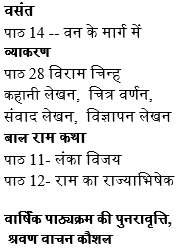 वसंत
पाठ 14 -- वन के मार्ग में
व्याकरण
पाठ 28 विराम चिन्ह्
कहानी लेखन,  चित्र वर्णन,
संवाद लेखन,  विज्ञापन लेखन
बाल राम कथा
पाठ 11- लंका विजय
पाठ 12- राम का राज्याभिषेक
वार्षिक पाठ्यक्रम की पुनरावृत्ति,
श्रवण वाचन कौशल